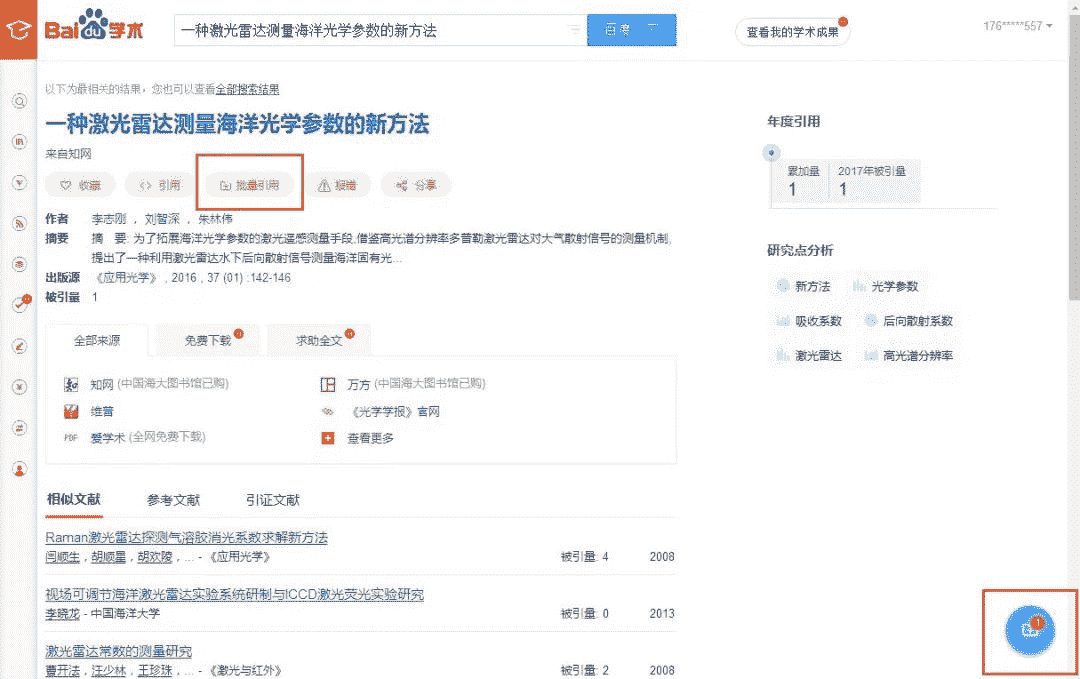 Bai du 学术
一种激光雷达测量海洋光学参数的新方法
百度一下
查看我的学术成果
176*****557
以下为最相关的结果，您也可以查看全部搜索结果
一种激光雷达测量海洋光学参数的新方法
来自知网
收藏 引用 批量引用 报错 分享
作者 李志刚 ， 刘智深 ， 朱林伟
摘要 摘 要: 为了拓展海洋光学参数的激光遥感测量手段,借鉴高光谱分辨率多普勒激光雷达对大气散射信号的测量机制,
提出了一种利用激光雷达水下后向散射信号测量海洋固有光...
出版源 《应用光学》 , 2016 , 37 (01) :142-146
被引量 1
全部来源 免费下载 求助全文
知网 (中国海大图书馆已购) 万方 (中国海大图书馆已购)
维普 《光学学报》官网
PDF 爱学术 (全网免费下载) 查看更多
相似文献 参考文献 引证文献
Raman激光雷达探测气溶胶消光系数求解新方法
闫顺生 , 胡顺星 , 胡欢陵 , ... - 《应用光学》 被引量: 4 2008
视场可调节海洋激光雷达实验系统研制与ICCD激光荧光实验研究
李晓龙 - 中国海洋大学 被引量: 0 2013
激光雷达常数的测量研究
曹开法 , 汪少林 , 王珍珠 , ... - 《激光与红外》 被引量: 2 2008
年度引用
累加量 2017年被引量
1 1
研究点分析
新方法 光学参数
吸收系数 后向散射系数
激光雷达 高光谱分辨率
1